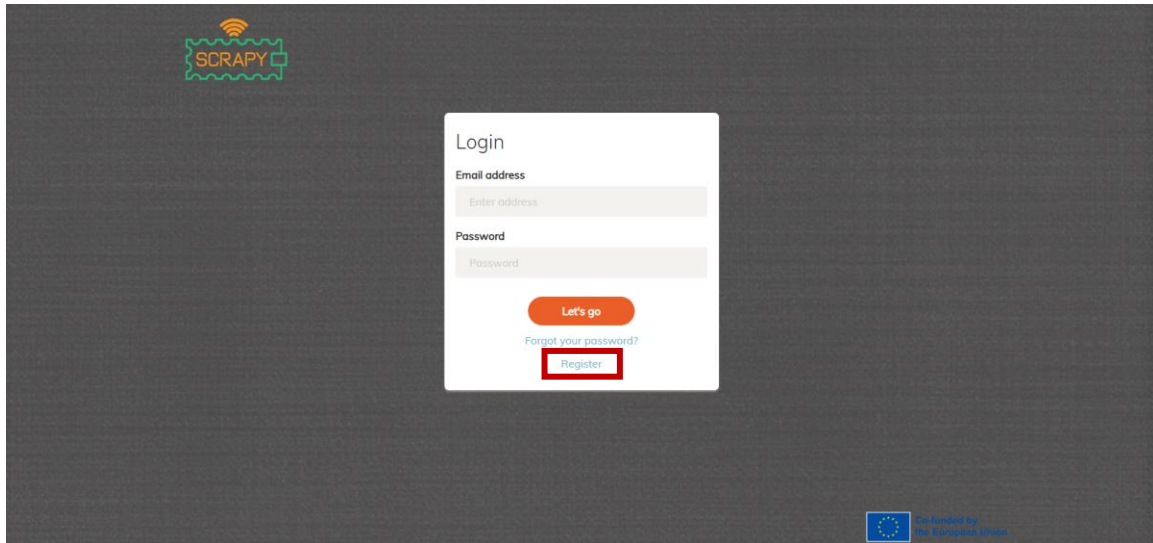 SCRAPY
Login
Email address
Enter address
Password
Password
Let's go
Forgot your password?
Register
Co-funded by
the European Union